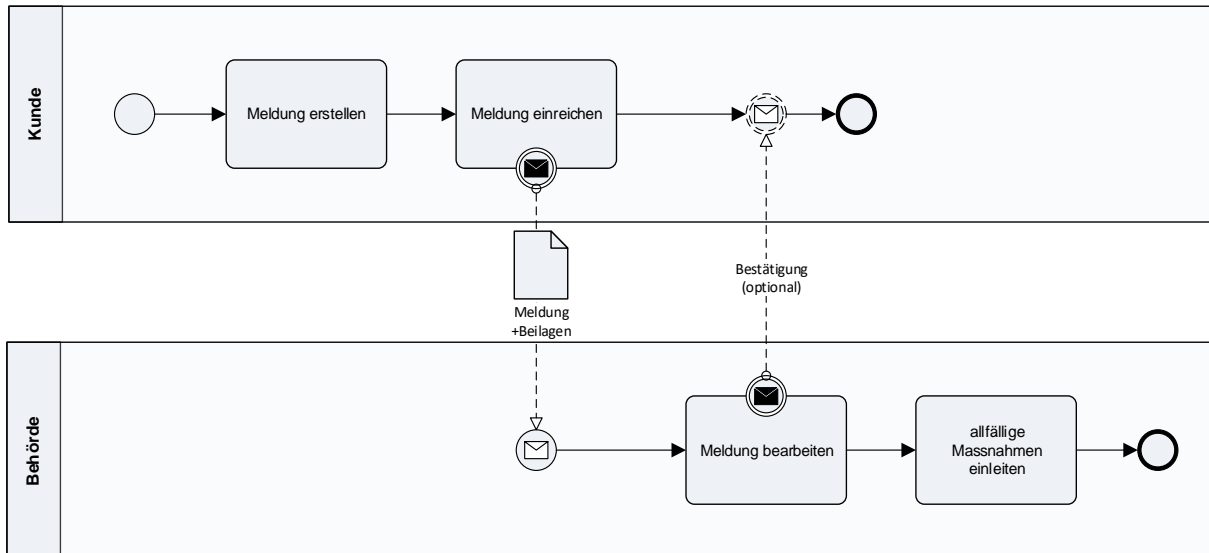 Kunde
Meldung erstellen
Meldung einreichen
Meldung
+Beilagen
Bestätigung
(optional)
Behörde
Meldung bearbeiten
allfällige
Massnahmen
einleiten